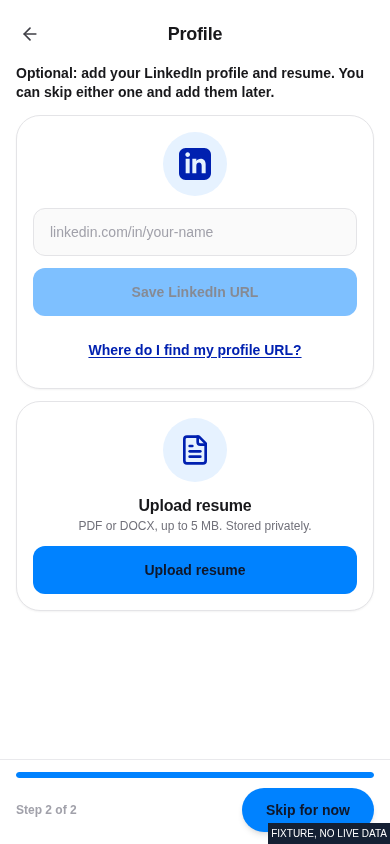 Profile
Optional: add your LinkedIn profile and resume. You
can skip either one and add them later.
in
linkedin.com/in/your-name
Save LinkedIn URL
Where do I find my profile URL?
Upload resume
PDF or DOCX, up to 5 MB. Stored privately.
Upload resume
Step 2 of 2
Skip for now
FIXTURE, NO LIVE DATA